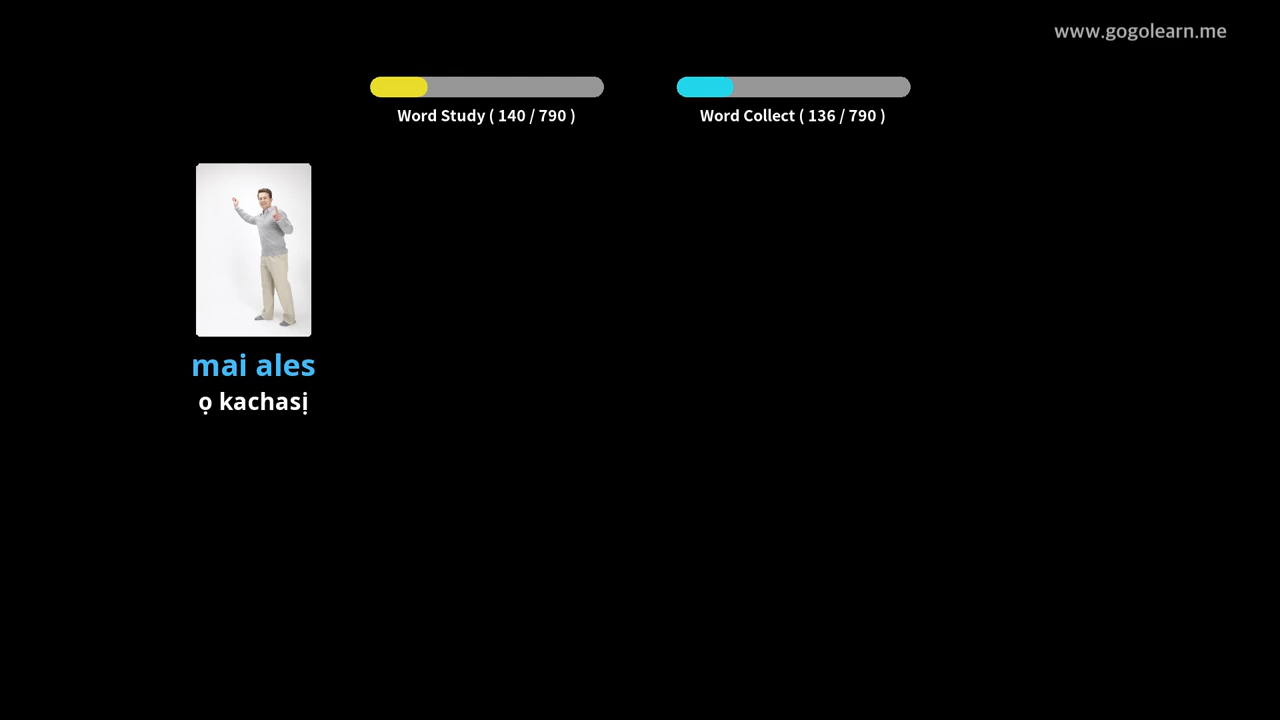 www.gogolearn.me
Word Study ( 140 / 790 )
Word Collect ( 136 / 790 )
mai ales
ọ kachasị